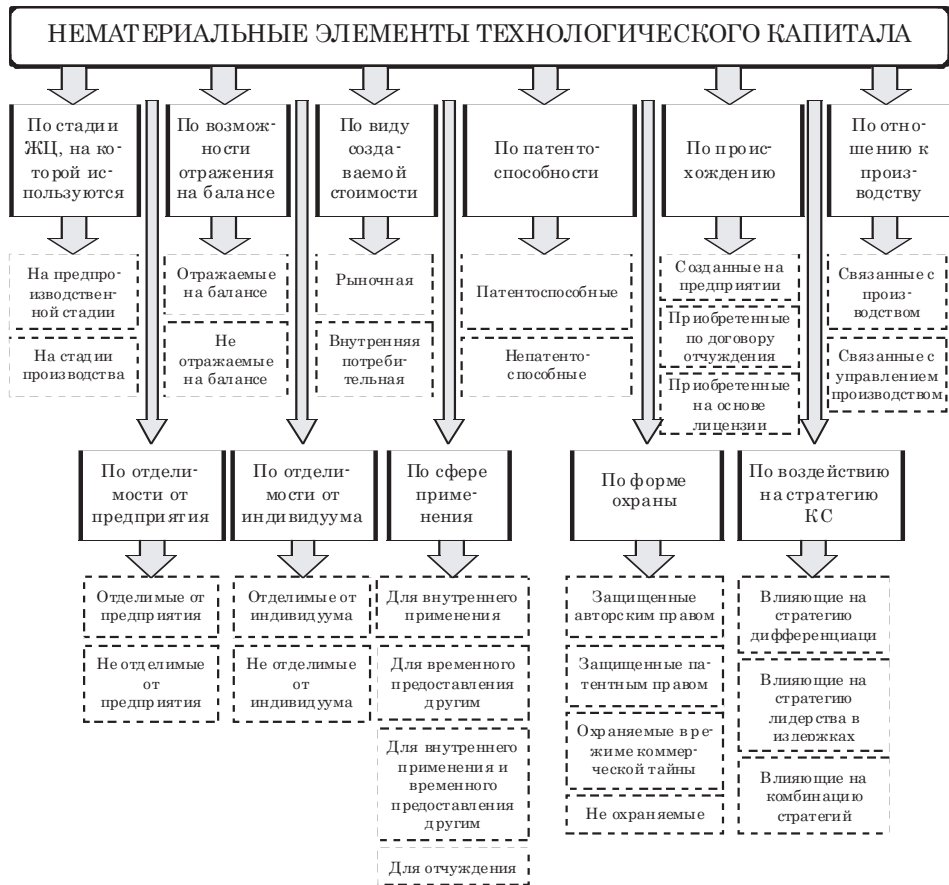 НЕМАТЕРИАЛЬНЫЕ ЭЛЕМЕНТЫ ТЕХНОЛОГИЧЕСКОГО КАПИТАЛА
По стадии
ЖЦ, на ко-
торой ис-
пользуются
По возмож-
ности
отражения
на балансе
По виду
созда-
ваемой
стоимости
По патенто-
способности
По проис-
хождению
По отно-
шению к
произ-
водству
На предпро-
изводствен-
ной стадии
На стадии
производства
Отражаемые
на балансе
Не
отражаемые
на балансе
Рыночная
Внутренняя
потреби-
тельная
Патентоспособные
Непатенто-
способные
Созданные на
предприятии
Приобретенные
по договору
отчуждения
Приобретенные
на основе
лицензии
Связанные с
произ-
водством
Связанные с
управлением
производством
По отдели-
мости от
предприятия
По отдели-
мости от
индивидуума
По сфере
приме-
нения
По форме
охраны
По воздействию
на стратегию
КС
Отделимые от
предприятия
Не отделимые
от
предприятия
Отделимые от
индивидуума
Не отделимые
от
индивидуума
Для внутреннего
применения
Для временного
предоставления
другим
Для внутреннего
применения и
временного
предоставления
другим
Для отчуждения
Защищенные
авторским правом
Защищенные па-
тентным правом
Охраняемые в ре-
жиме коммер-
ческой тайны
Не охраняемые
Влияющие на
стратегию
дифференциаци
Влияющие на
стратегию
лидерства в
издержках
Влияющие на
комбинацию
стратегий